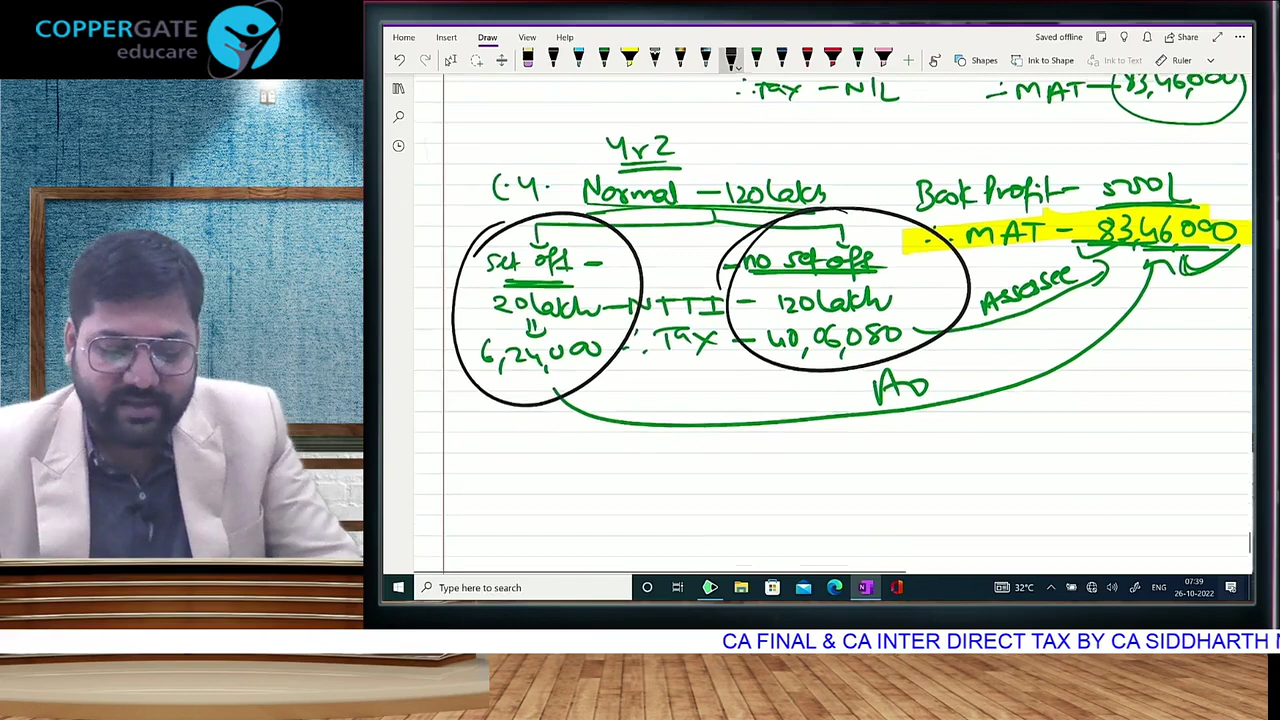 COPPERGATE
educare
Home Insert Draw View Help
Saved offline
Share
Shapes
Ink to Shape
Ink to Text
Ruler
∴ Tax – NIL
∴ MAT – 83,46,000
Yr 2
C.Y. Normal – 120 lakh
Book Profit – 550L
∴ MAT – 83,46,000
set off –
no set off
20 lakh – NTTI – 120 lakh
6,24,000 ∴ Tax – 40,06,080
Assessee
AO
Type here to search
32°C
ENG
07:39
26-10-2022
CA FINAL & CA INTER DIRECT TAX BY CA SIDDHARTH